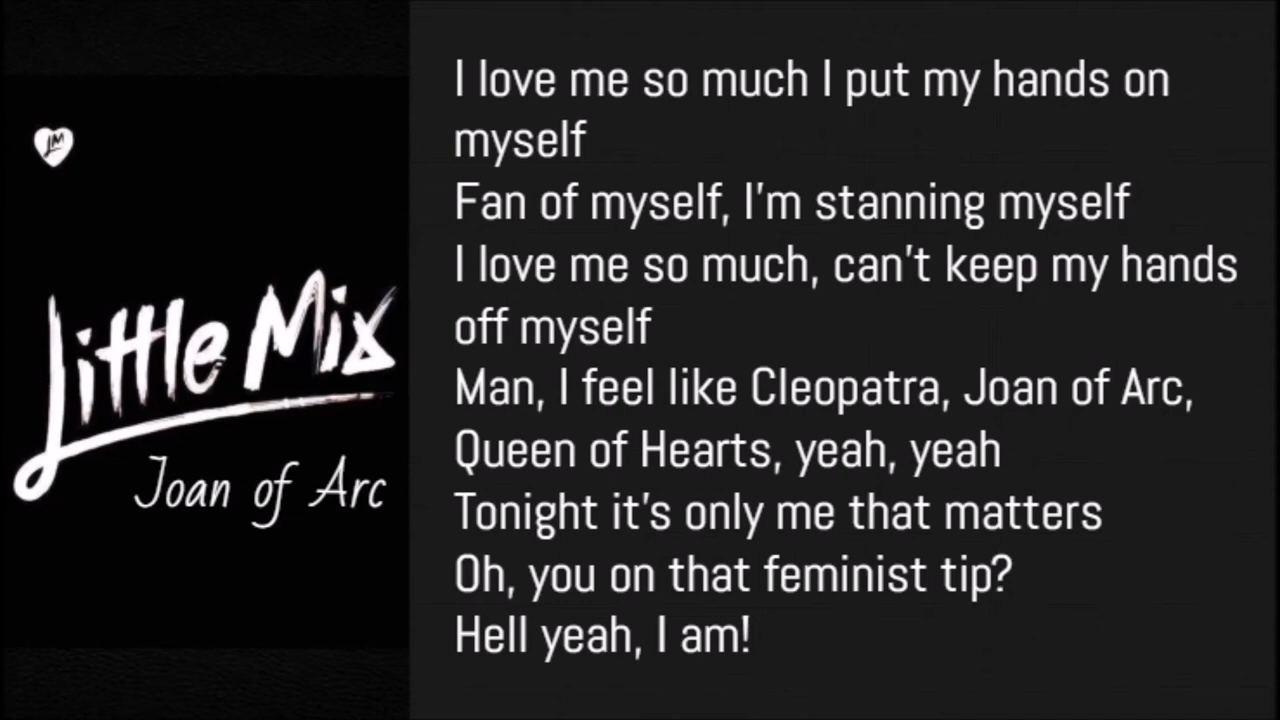 LM
Little Mix
Joan of Arc
I love me so much I put my hands on
myself
Fan of myself, I'm stanning myself
I love me so much, can't keep my hands
off myself
Man, I feel like Cleopatra, Joan of Arc,
Queen of Hearts, yeah, yeah
Tonight it's only me that matters
Oh, you on that feminist tip?
Hell yeah, I am!